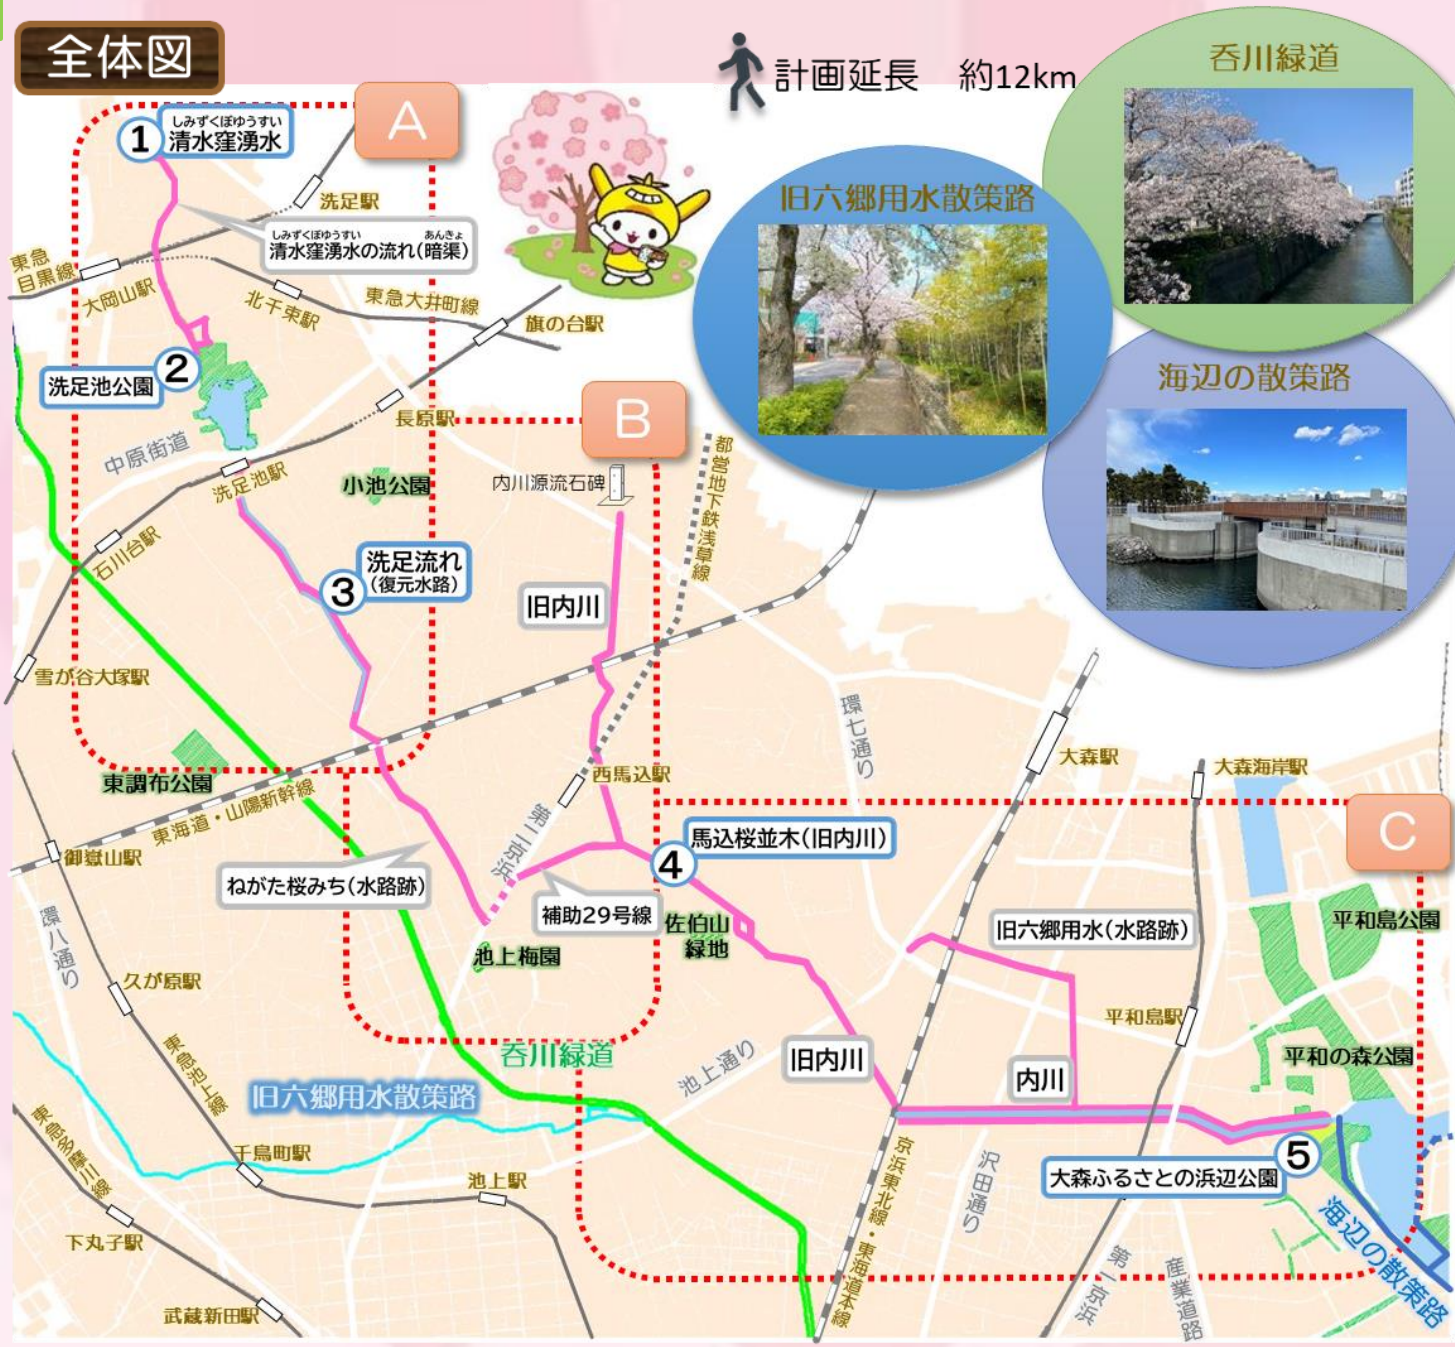 全体図
計画延長 約12km
呑川緑道
旧六郷用水散策路
海辺の散策路
A
B
C
①
しみずくぼゆうすい
清水窪湧水
洗足駅
しみずくぼゆうすい あんきょ
清水窪湧水の流れ(暗渠)
東急
目黒線
大岡山駅
北千束駅
東急大井町線
旗の台駅
②
洗足池公園
長原駅
中原街道
洗足池駅
小池公園
内川源流石碑
都営地下鉄浅草線
石川台駅
③
洗足流れ
(復元水路)
旧内川
雪が谷大塚駅
環七通り
大森駅
大森海岸駅
東調布公園
東海道・山陽新幹線
西馬込駅
第二京浜
御嶽山駅
④
馬込桜並木(旧内川)
ねがた桜みち(水路跡)
補助29号線
佐伯山
緑地
旧六郷用水(水路跡)
平和島公園
環八通り
池上梅園
久が原駅
平和島駅
東急池上線
呑川緑道
池上通り
旧内川
内川
平和の森公園
旧六郷用水散策路
東急多摩川線
千鳥町駅
池上駅
京浜東北線・東海道本線
沢田通り
⑤
大森ふるさとの浜辺公園
海辺の散策路
下丸子駅
第一京浜
産業道路
武蔵新田駅